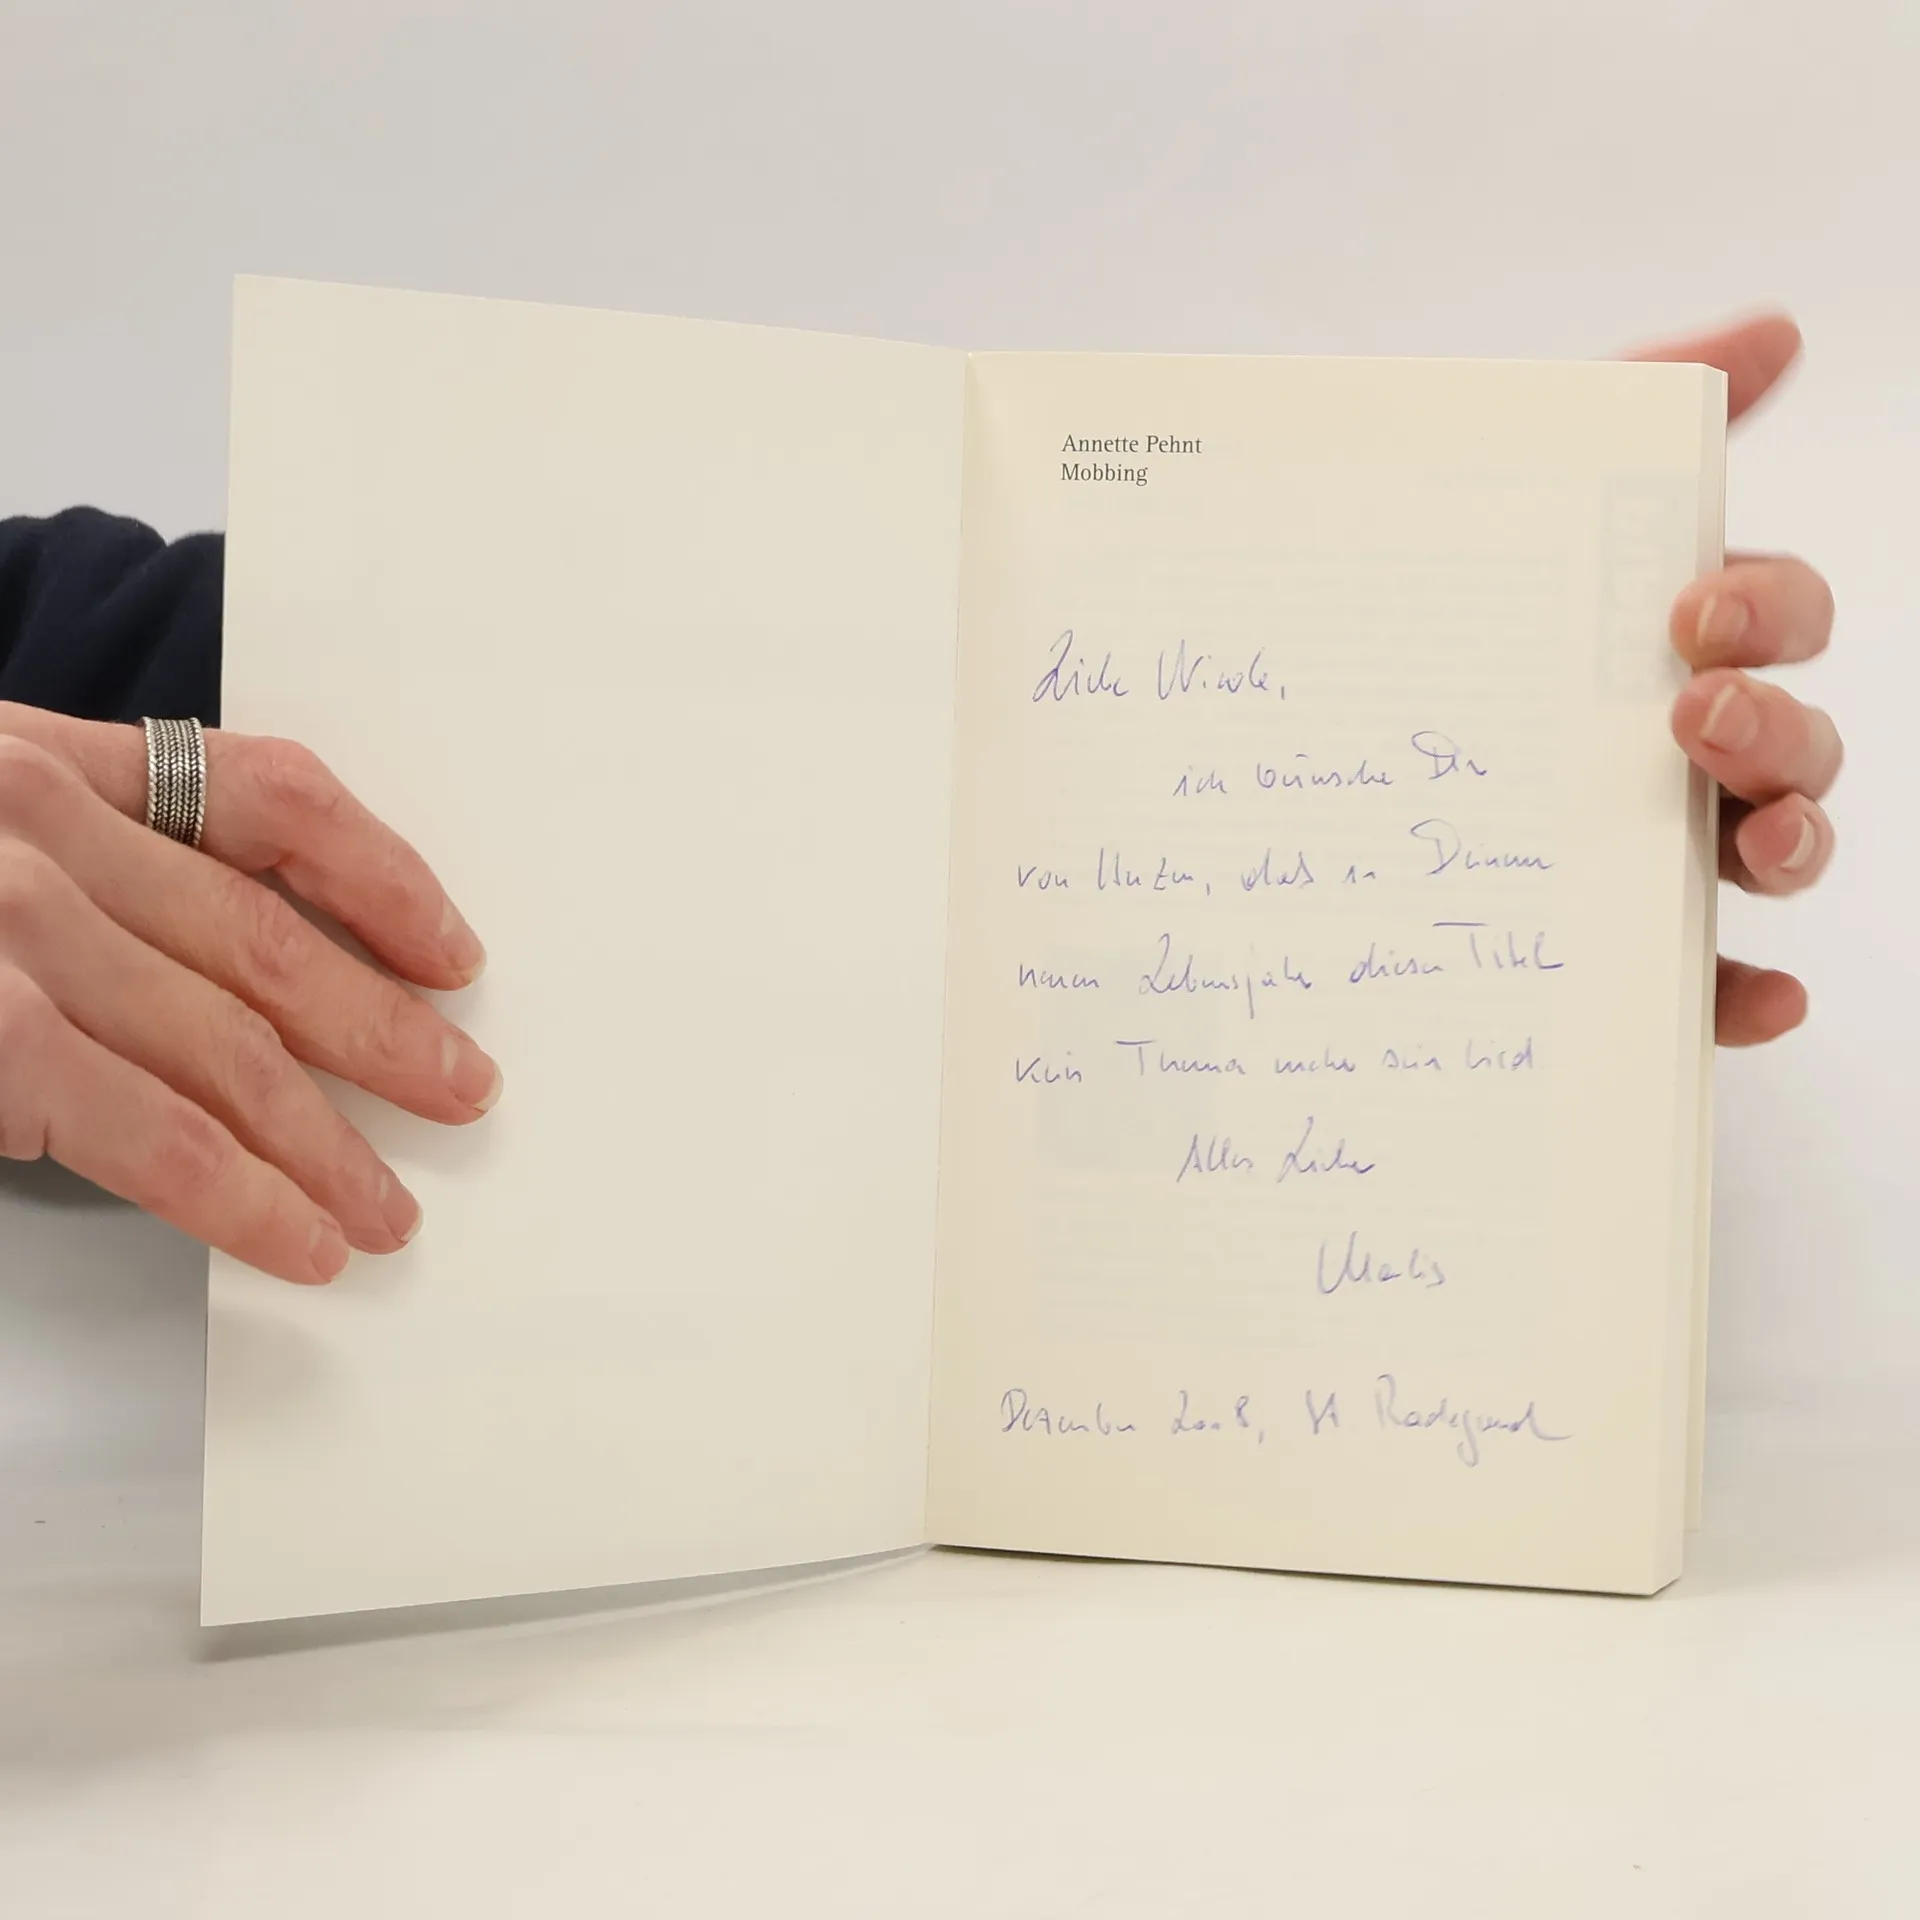 Annette Pehnt
Mobbing
Liebe Nicole,
ich wünsche Dir
von Herzen, daß in Deinem
neuen Lebensjahr dieser Titel
kein Thema mehr sein wird
Alles Liebe
Dezember 2008, St. Radegund